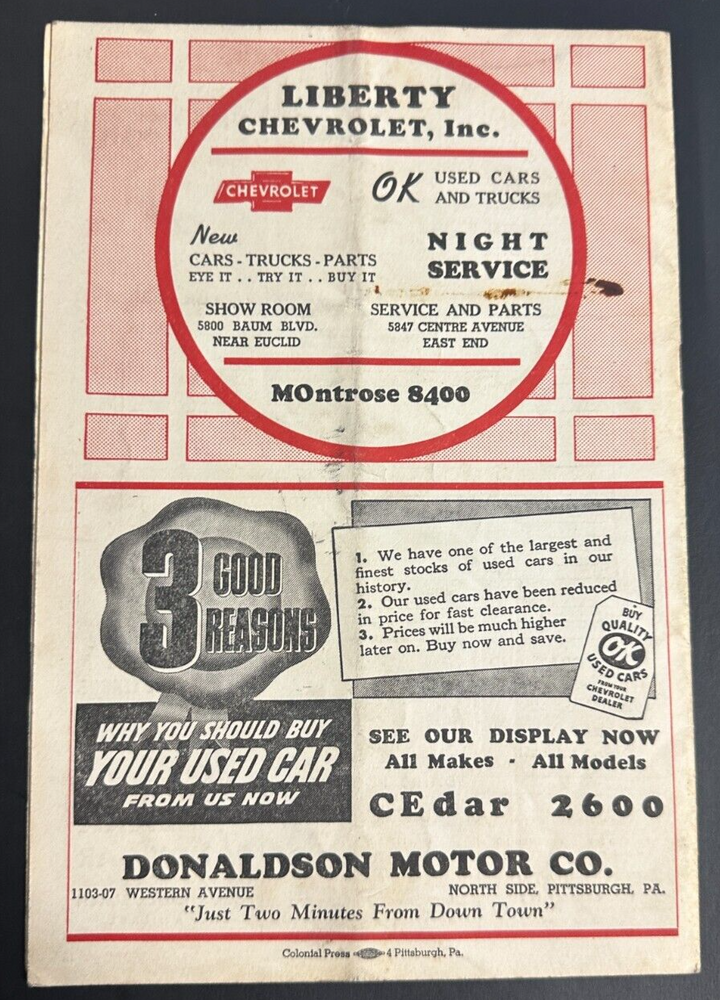 LIBERTY
CHEVROLET, Inc.
CHEVROLET
OK USED CARS
AND TRUCKS
New
CARS - TRUCKS - PARTS
EYE IT . . TRY IT . . BUY IT
NIGHT
SERVICE
SHOW ROOM
5800 BAUM BLVD.
NEAR EUCLID
SERVICE AND PARTS
5847 CENTRE AVENUE
EAST END
MOntrose 8400
3 GOOD
REASONS
WHY YOU SHOULD BUY
YOUR USED CAR
FROM US NOW
1. We have one of the largest and
finest stocks of used cars in our
history.
2. Our used cars have been reduced
in price for fast clearance.
3. Prices will be much higher
later on. Buy now and save.
BUY
QUALITY
OK
USED CARS
FROM YOUR
CHEVROLET
DEALER
SEE OUR DISPLAY NOW
All Makes - All Models
CEdar 2600
DONALDSON MOTOR CO.
1103-07 WESTERN AVENUE
NORTH SIDE, PITTSBURGH, PA.
"Just Two Minutes From Down Town"
Colonial Press 4 Pittsburgh, Pa.